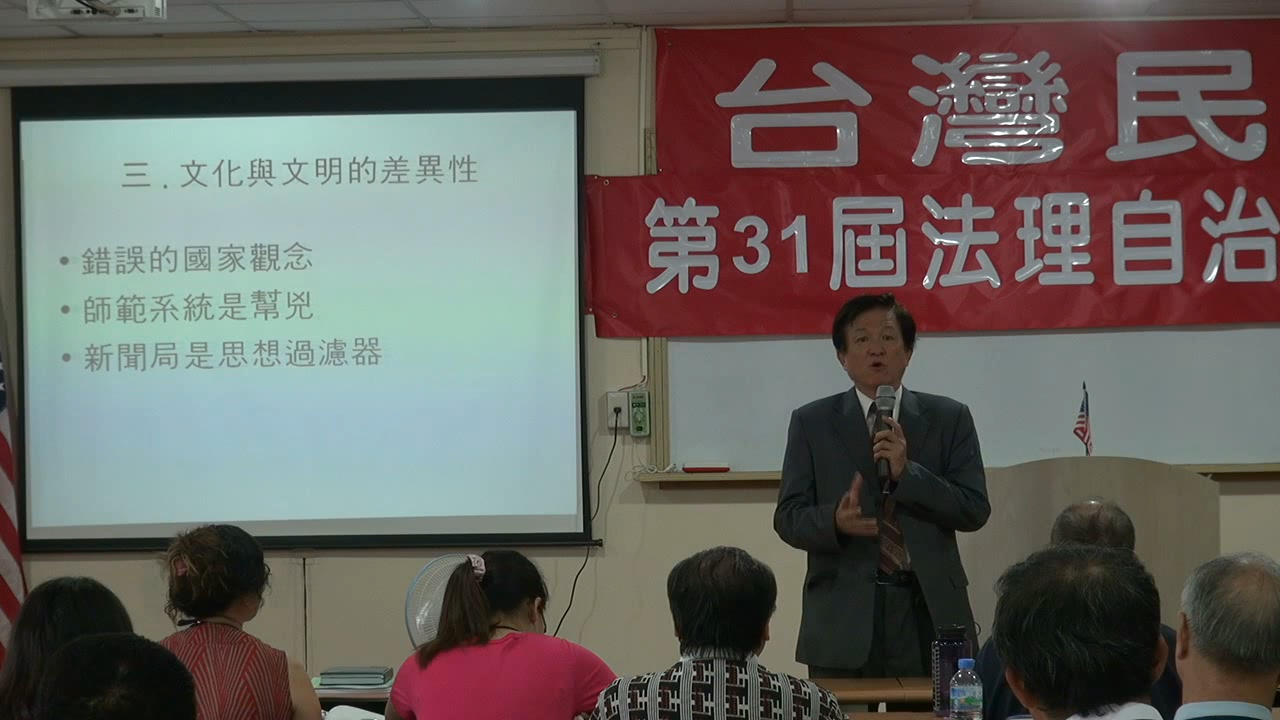 三．文化與文明的差異性
• 錯誤的國家觀念
• 師範系統是幫兇
• 新聞局是思想過濾器
台灣民
第31屆法理自治